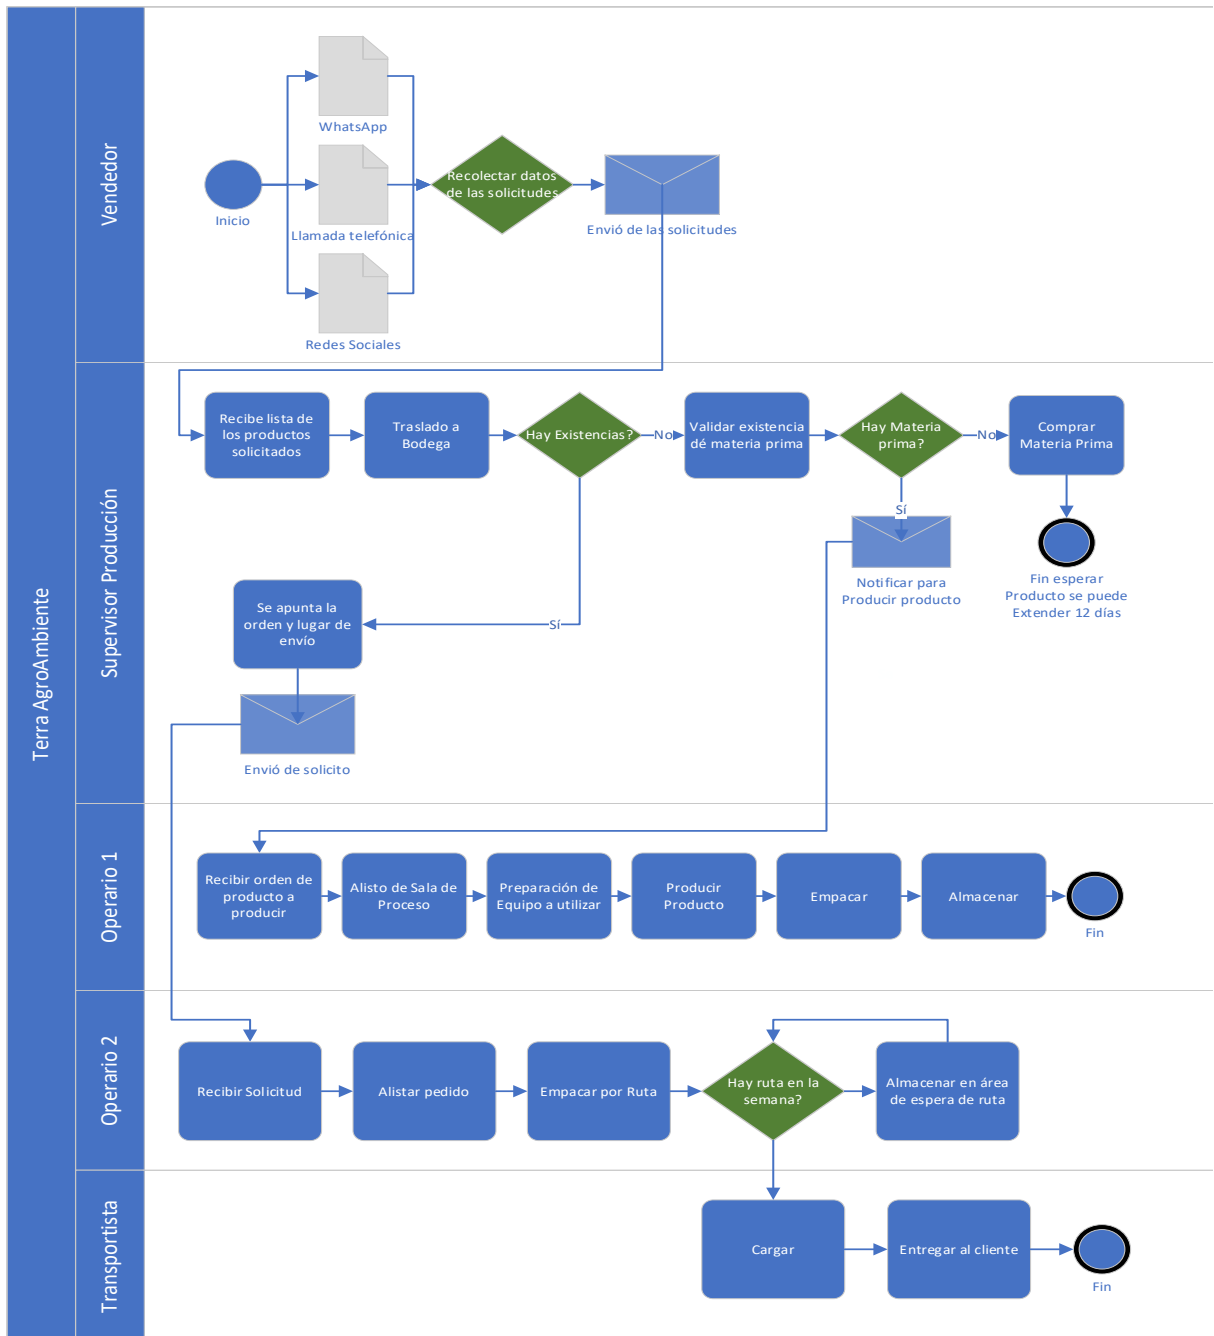 Terra AgroAmbiente
Vendedor
WhatsApp
Inicio
Llamada telefónica
Redes Sociales
Recolectar datos
de las solicitudes
Envió de las solicitudes
Supervisor Producción
Recibe lista de
los productos
solicitados
Traslado a
Bodega
Hay Existencias?
No
Validar existencia
dé materia prima
Hay Materia
prima?
No
Comprar
Materia Prima
Sí
Notificar para
Producir producto
Fin esperar
Producto se puede
Extender 12 días
Sí
Se apunta la
orden y lugar de
envío
Envió de solicito
Operario 1
Recibir orden de
producto a
producir
Alisto de Sala de
Proceso
Preparación de
Equipo a utilizar
Producir
Producto
Empacar
Almacenar
Fin
Operario 2
Recibir Solicitud
Alistar pedido
Empacar por Ruta
Hay ruta en la
semana?
Almacenar en área
de espera de ruta
Transportista
Cargar
Entregar al cliente
Fin